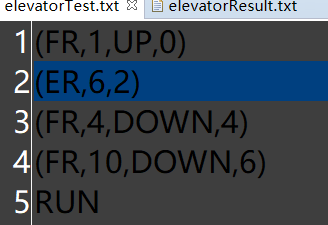 elevatorTest.txt elevatorResult.txt
1 (FR,1,UP,0)
2 (ER,6,2)
3 (FR,4,DOWN,4)
4 (FR,10,DOWN,6)
5 RUN